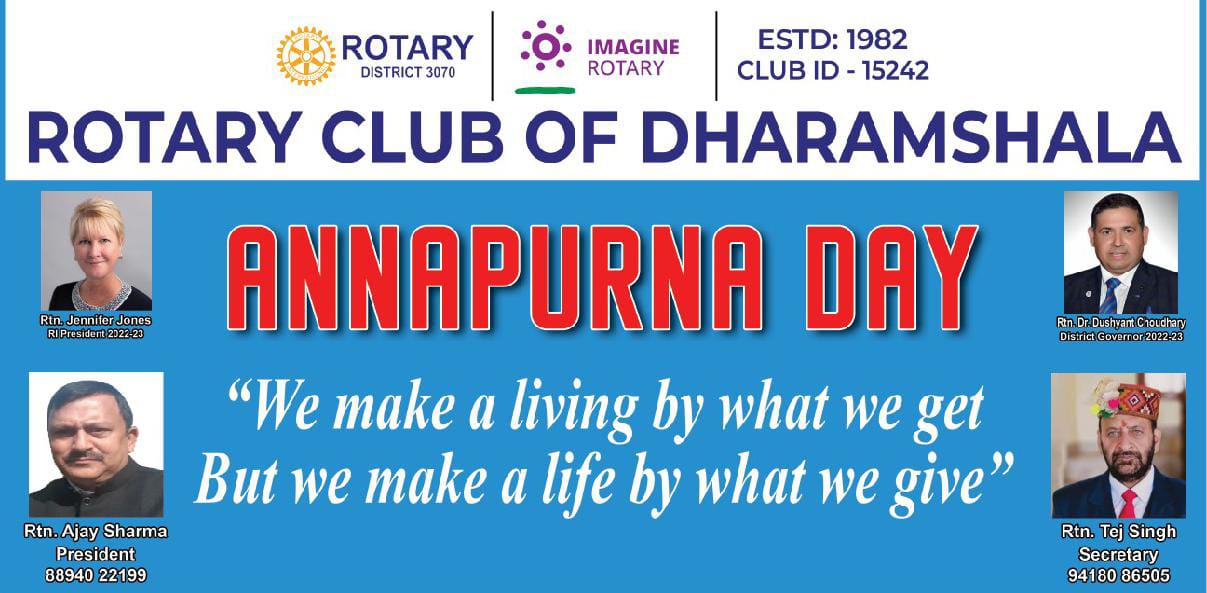 ROTARY
DISTRICT 3070
IMAGINE
ROTARY
ESTD: 1982
CLUB ID - 15242
ROTARY CLUB OF DHARAMSHALA
ANNAPURNA DAY
Rtn. Jennifer Jones
RI President 2022-23
Rtn. Dr. Dushyant Choudhary
District Governor 2022-23
“We make a living by what we get
But we make a life by what we give”
Rtn. Ajay Sharma
President
88940 22199
Rtn. Tej Singh
Secretary
94180 86505